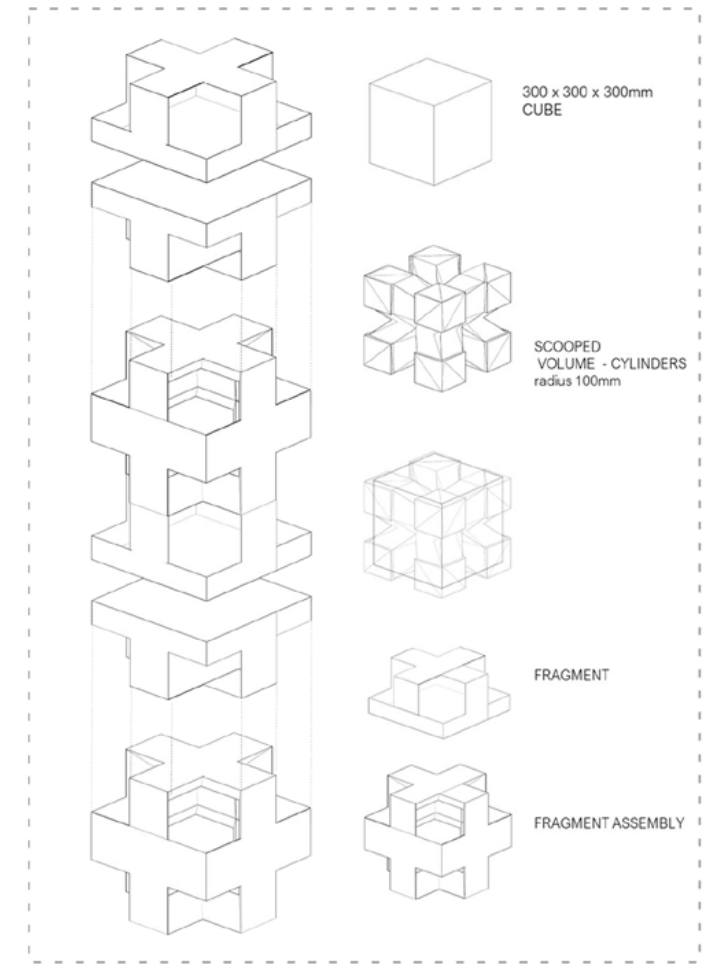 300 x 300 x 300mm
CUBE
SCOOPED
VOLUME - CYLINDERS
radius 100mm
FRAGMENT
FRAGMENT ASSEMBLY